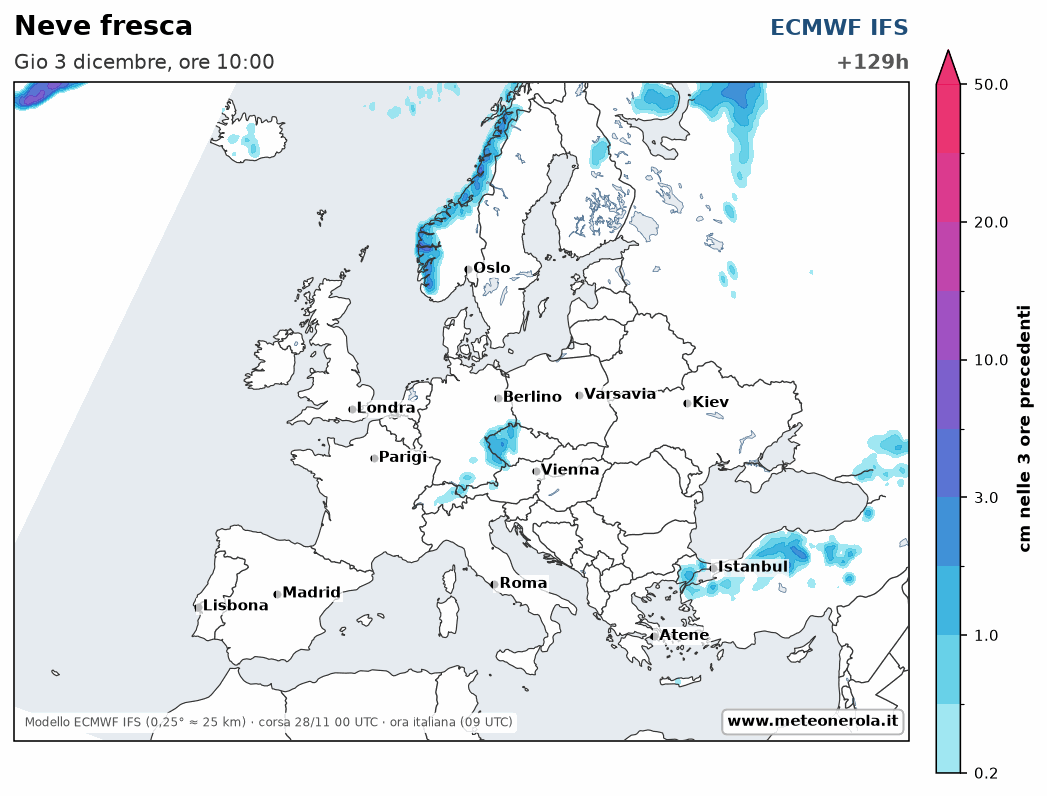 Neve fresca
ECMWF IFS
Gio 3 dicembre, ore 10:00
+129h
50.0
20.0
10.0
3.0
1.0
0.2
cm nelle 3 ore precedenti
Oslo
Londra
Berlino
Varsavia
Kiev
Parigi
Vienna
Istanbul
Roma
Madrid
Lisbona
Atene
Modello ECMWF IFS (0,25° ≈ 25 km) · corsa 28/11 00 UTC · ora italiana (09 UTC)
www.meteonerola.it